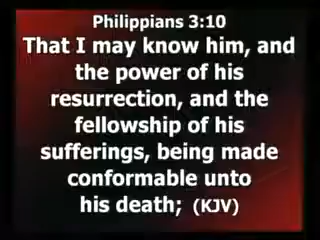 Philippians 3:10
That I may know him, and
the power of his
resurrection, and the
fellowship of his
sufferings, being made
conformable unto
his death; (KJV)